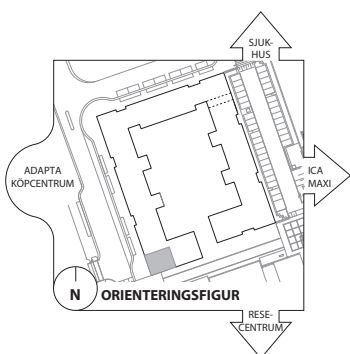 SJUK-
HUS
ADAPTA
KÖPCENTRUM
ICA
MAXI
N
ORIENTERINGSFIGUR
RESE-
CENTRUM